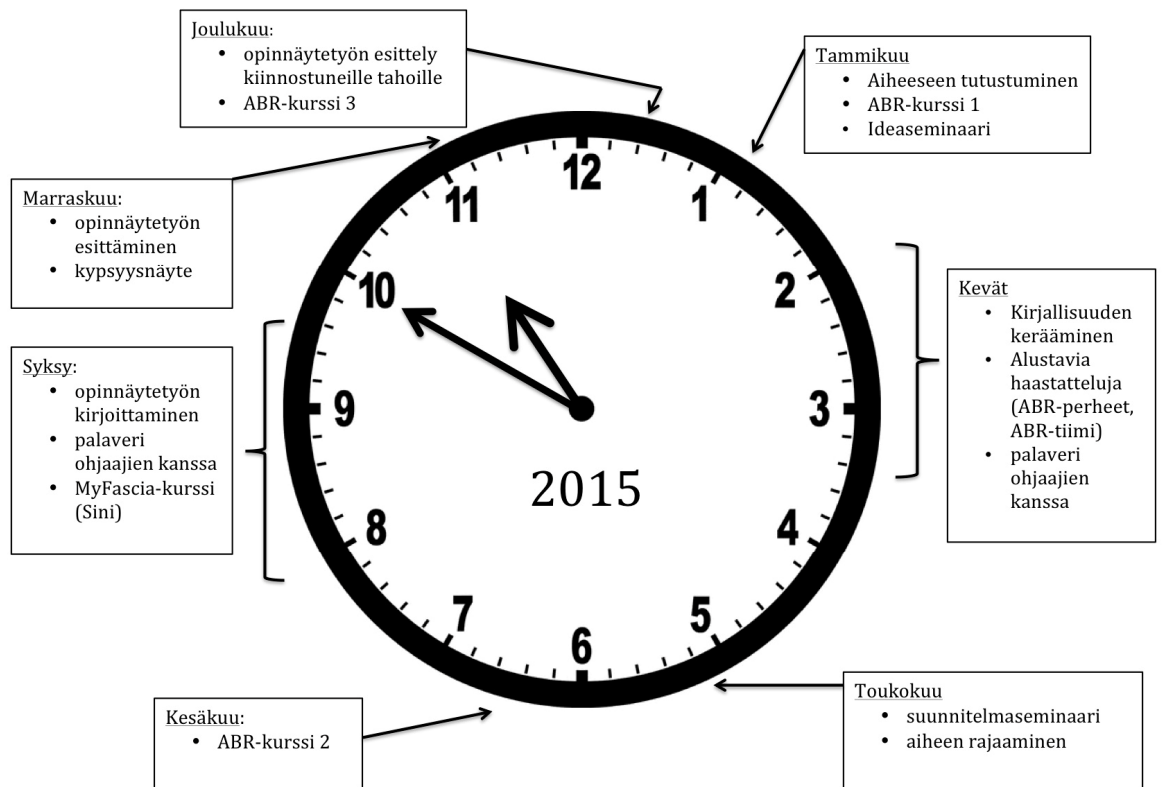 Joulukuu:
• opinnäytetyön esittely
kiinnostuneille tahoille
• ABR-kurssi 3
Tammikuu
• Aiheeseen tutustuminen
• ABR-kurssi 1
• Ideaseminaari
Marraskuu:
• opinnäytetyön
esittäminen
• kypsyysnäyte
Kevät
• Kirjallisuuden
kerääminen
• Alustavia
haastatteluja
(ABR-perheet,
ABR-tiimi)
• palaveri
ohjaajien
kanssa
Syksy:
• opinnäytetyön
kirjoittaminen
• palaveri
ohjaajien kanssa
• MyFascia-kurssi
(Sini)
12
1
2
3
4
5
6
7
8
9
10
11
2015
Toukokuu
• suunnitelmaseminaari
• aiheen rajaaminen
Kesäkuu:
• ABR-kurssi 2